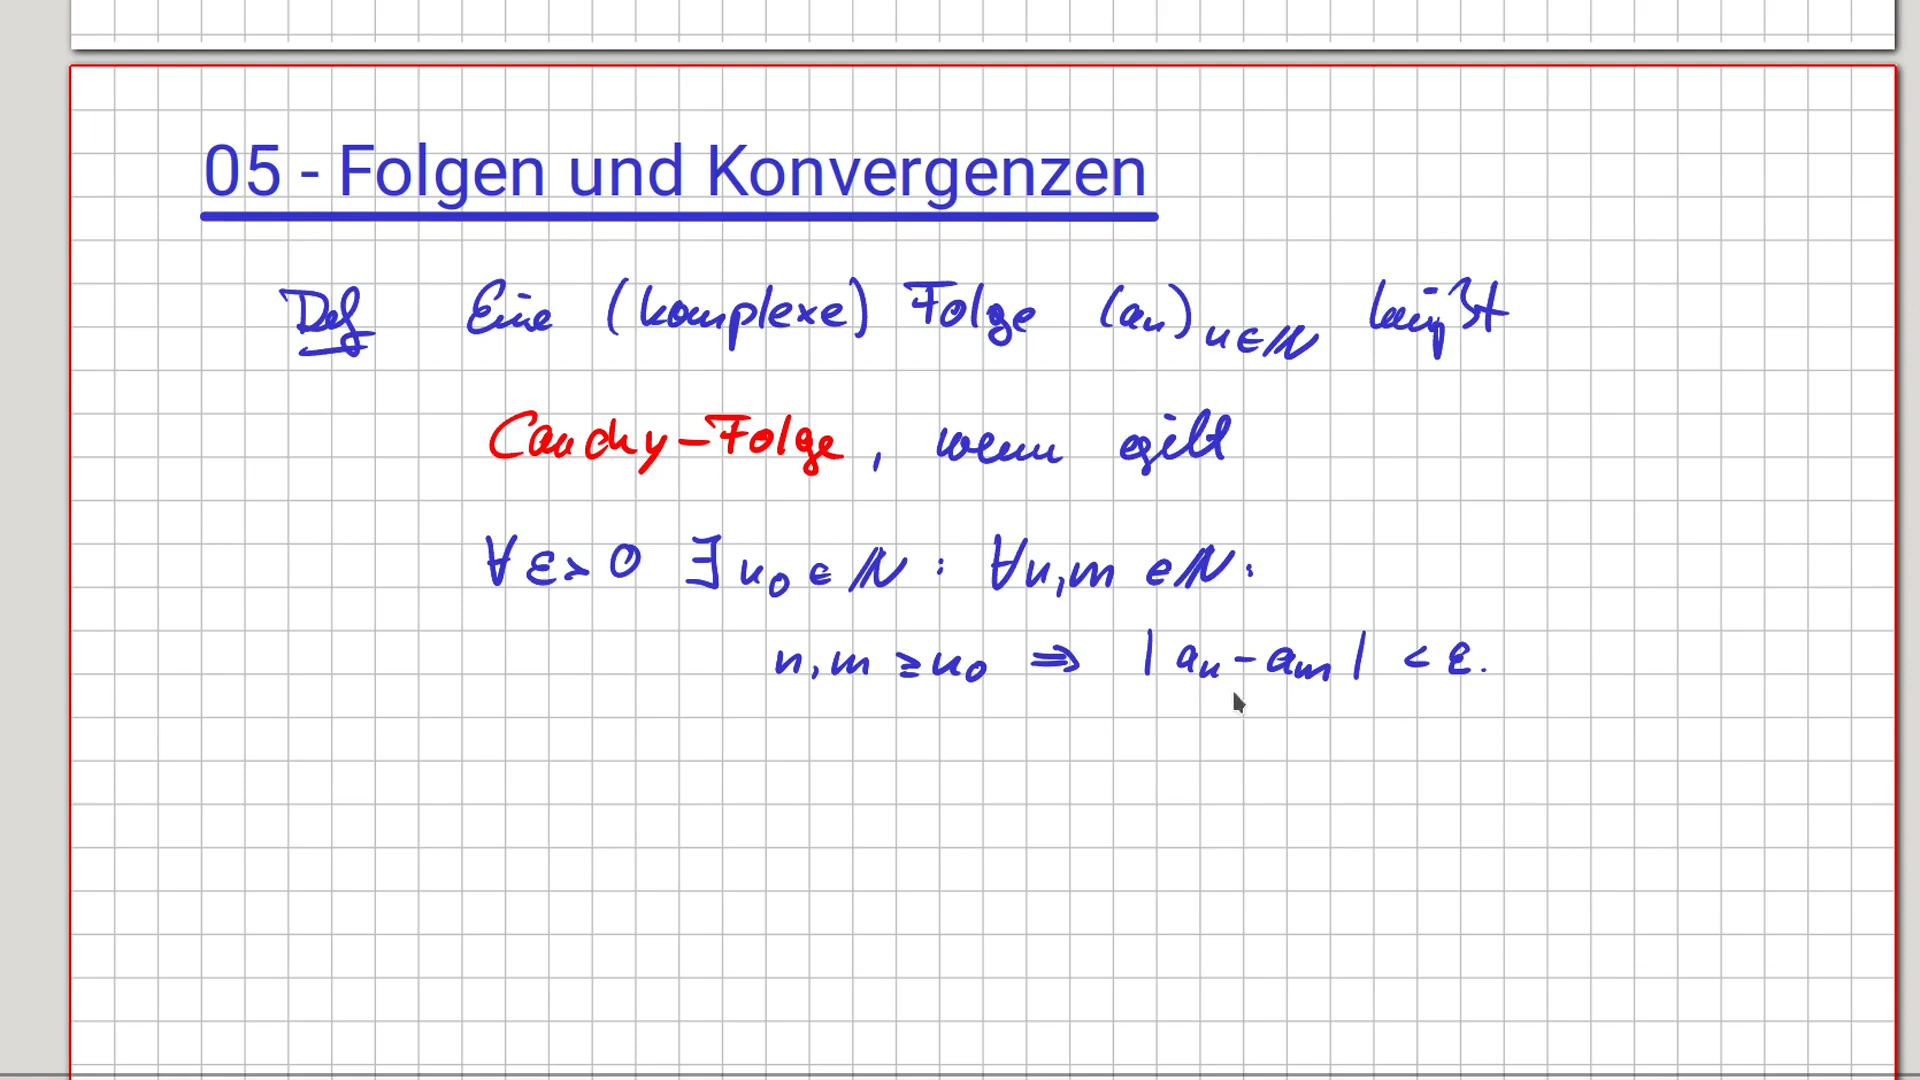 05 - Folgen und Konvergenzen
Def Eine (komplexe) Folge (aₙ)ₙ∈ℕ heißt
Cauchy-Folge, wenn gilt
∀ ε > 0 ∃ n₀ ∈ ℕ : ∀ n,m ∈ ℕ :
n,m ≥ n₀ ⇒ | aₙ - aₘ | < ε.